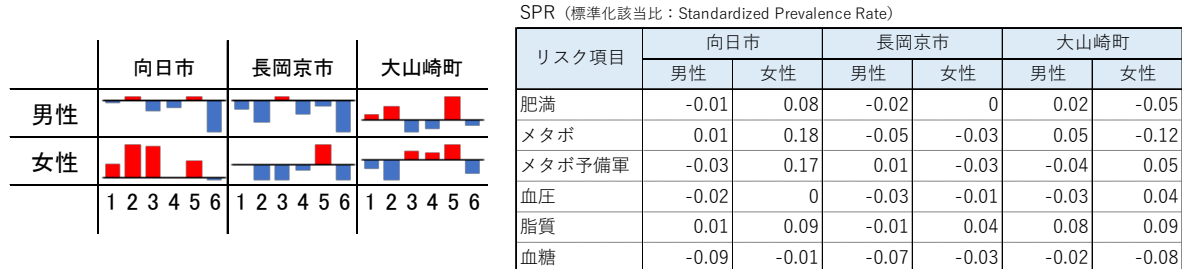 向日市 長岡京市 大山崎町
男性
女性
1 2 3 4 5 6 1 2 3 4 5 6 1 2 3 4 5 6
SPR（標準化該当比：Standardized Prevalence Rate）
リスク項目 向日市 長岡京市 大山崎町
男性 女性 男性 女性 男性 女性
肥満 -0.01 0.08 -0.02 0 0.02 -0.05
メタボ 0.01 0.18 -0.05 -0.03 0.05 -0.12
メタボ予備軍 -0.03 0.17 0.01 -0.03 -0.04 0.05
血圧 -0.02 0 -0.03 -0.01 -0.03 0.04
脂質 0.01 0.09 -0.01 0.04 0.08 0.09
血糖 -0.09 -0.01 -0.07 -0.03 -0.02 -0.08